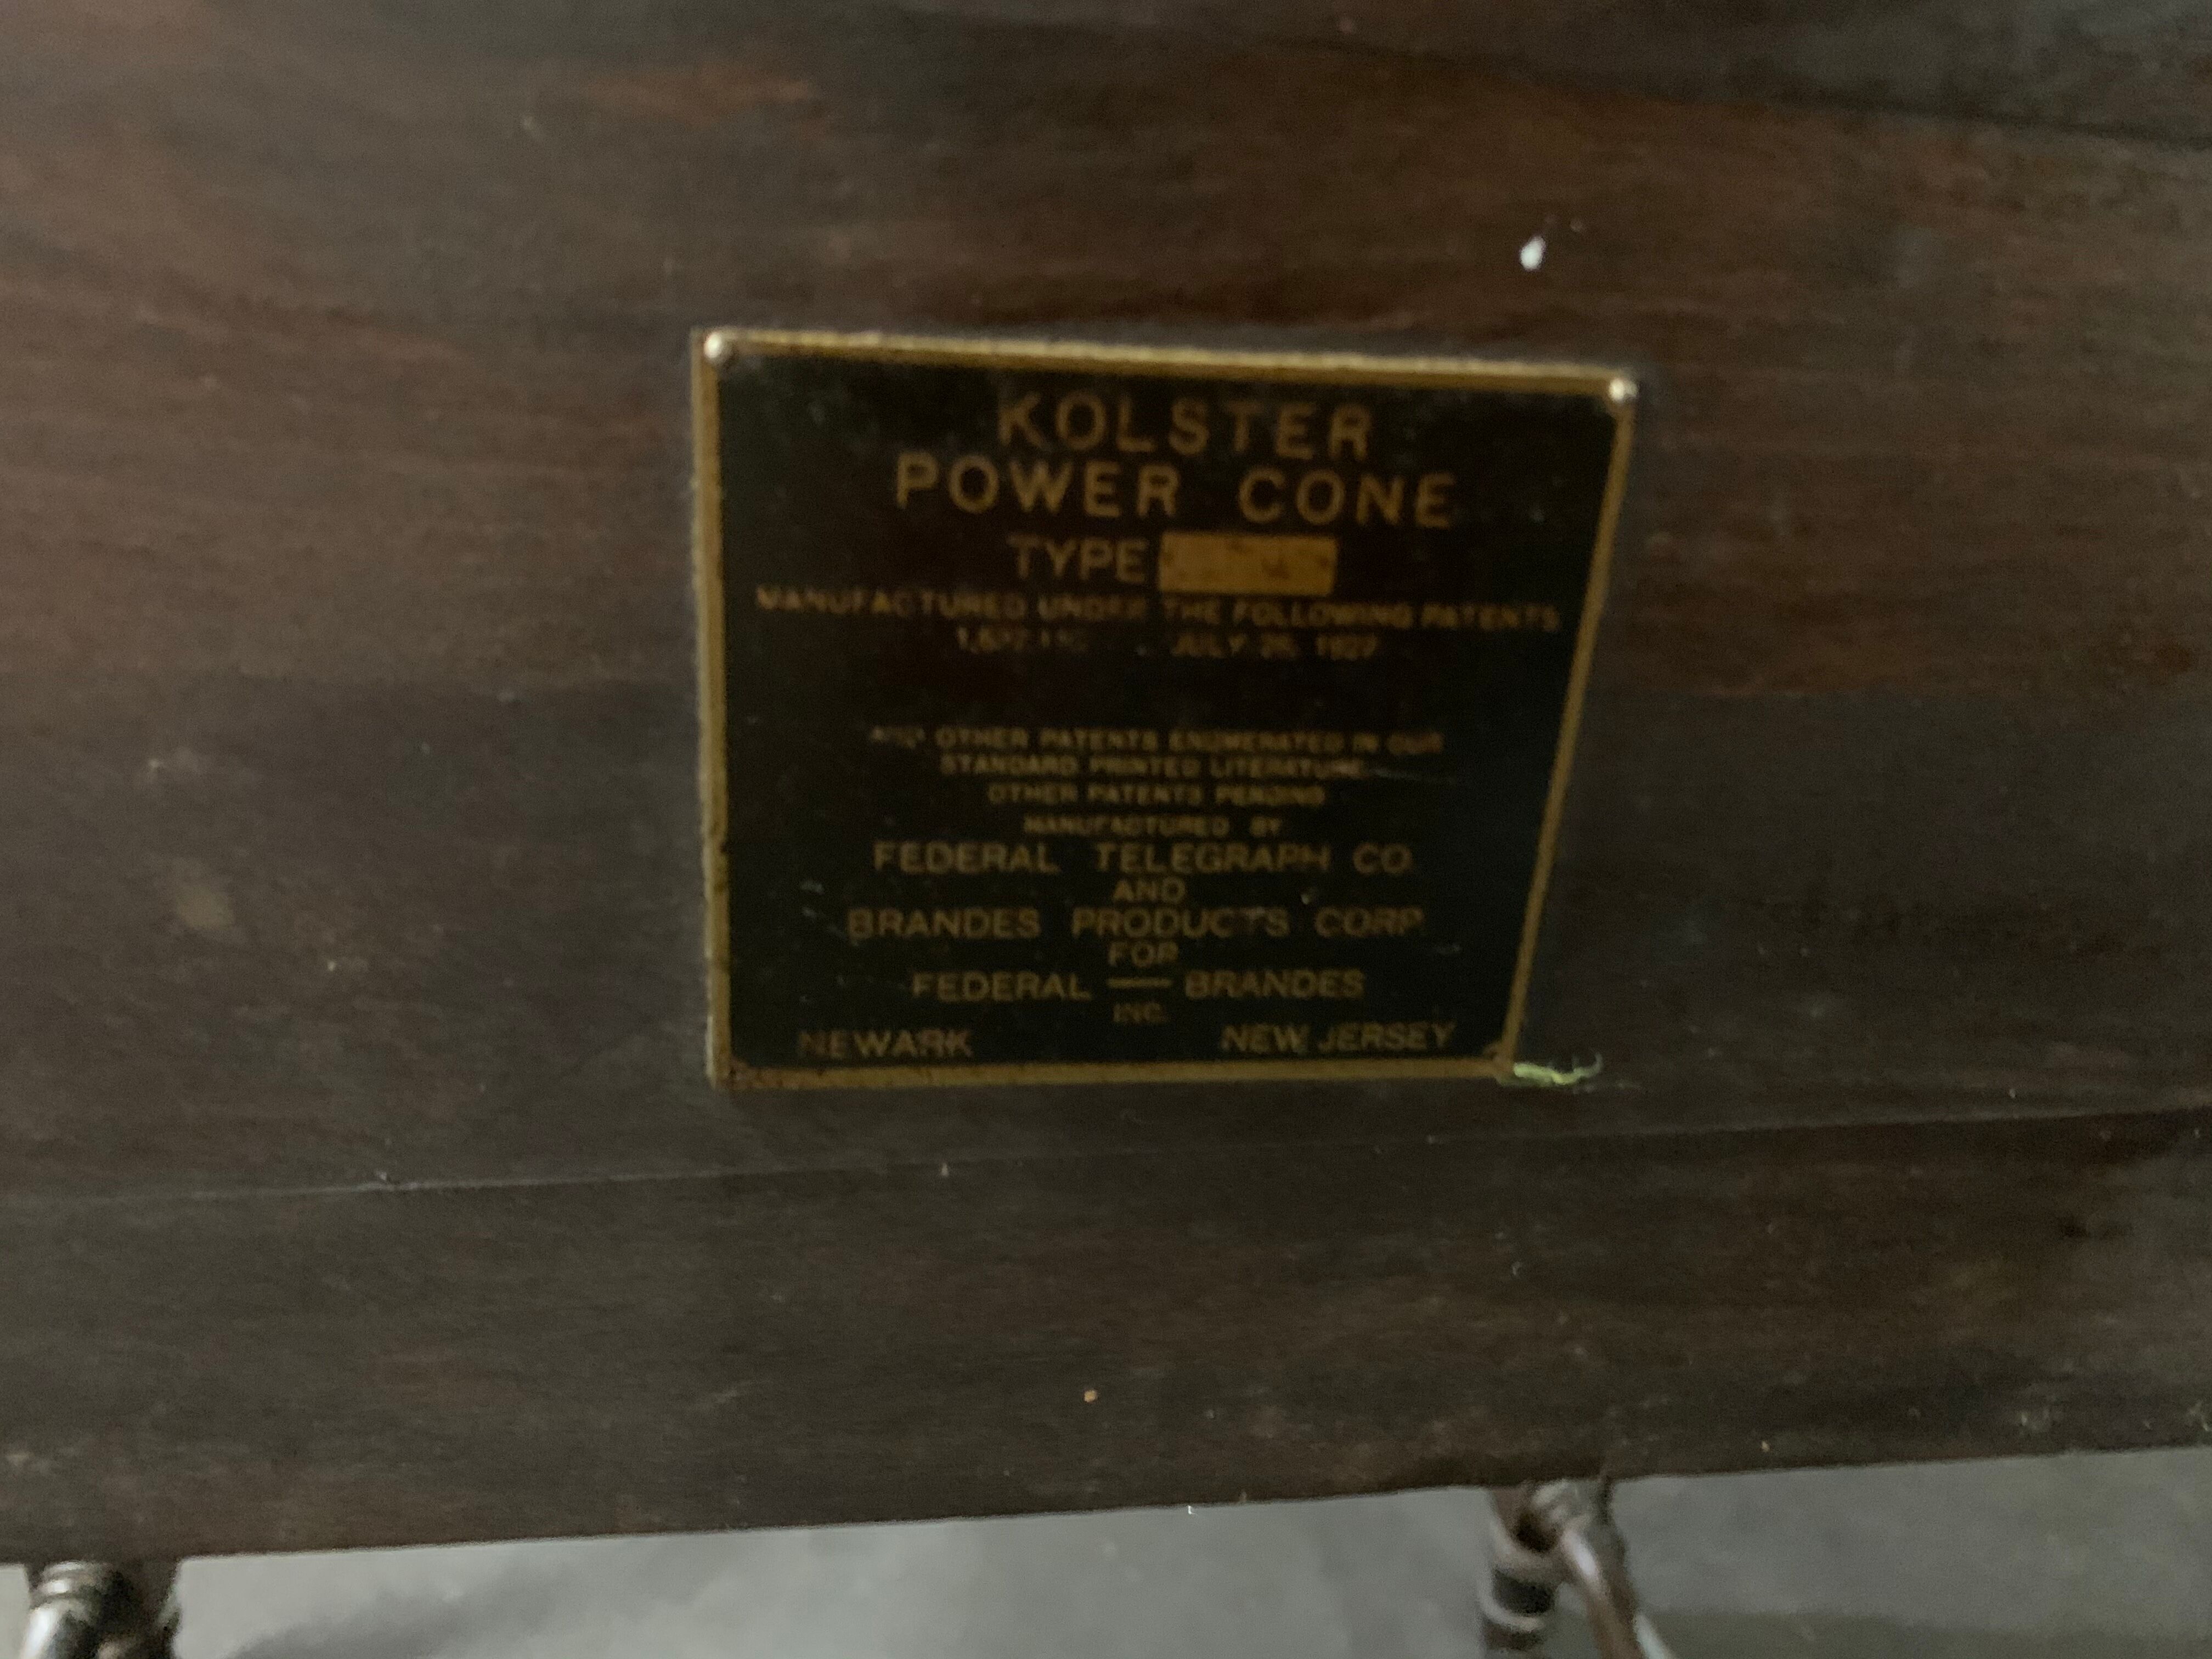 KOLSTER
POWER CONE
TYPE
MANUFACTURED UNDER THE FOLLOWING PATENTS
JULY 26, 1927
AND OTHER PATENTS ENUMERATED IN OUR
STANDARD PRINTED LITERATURE
OTHER PATENTS PENDING
MANUFACTURED BY
FEDERAL TELEGRAPH CO.
AND
BRANDES PRODUCTS CORP.
FOR
FEDERAL — BRANDES
INC.
NEWARK NEW JERSEY